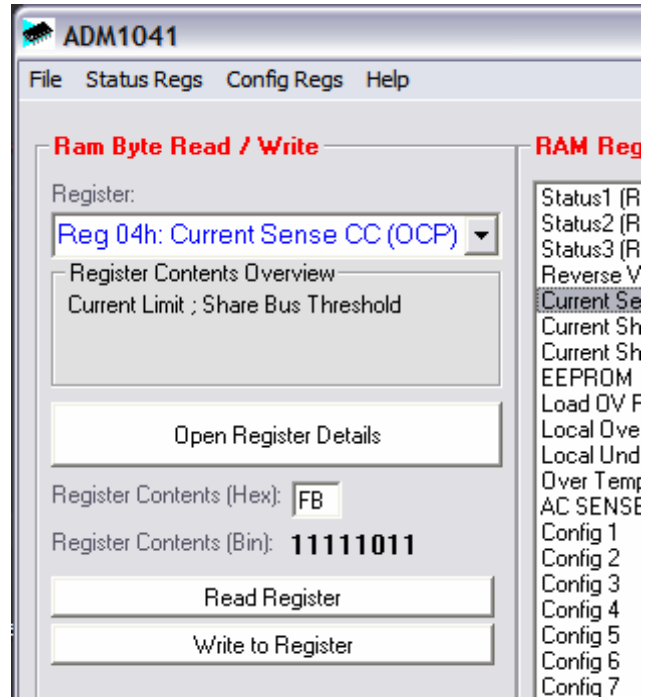 ADM1041
File Status Regs Config Regs Help
Ram Byte Read / Write
Register:
Reg 04h: Current Sense CC (OCP)
Register Contents Overview
Current Limit ; Share Bus Threshold
Open Register Details
Register Contents (Hex): FB
Register Contents (Bin): 11111011
Read Register
Write to Register
RAM Reg
Status1 (R
Status2 (R
Status3 (R
Reverse V
Current Se
Current Sh
Current Sh
EEPROM
Load OV F
Local Ove
Local Und
Over Temp
AC SENSE
Config 1
Config 2
Config 3
Config 4
Config 5
Config 6
Config 7